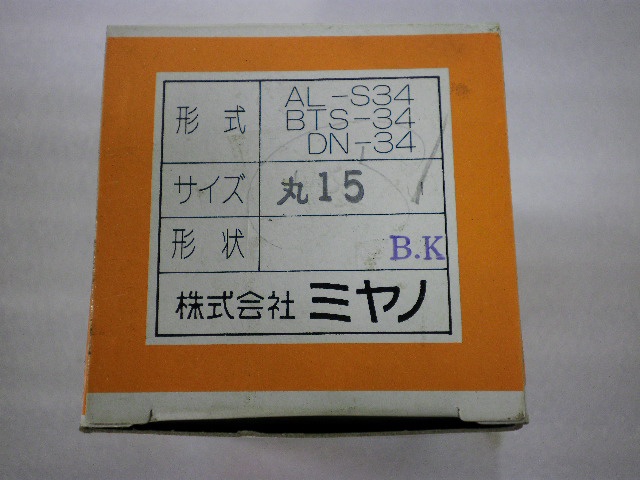 形式 AL-S34
BTS-34
DN-34
サイズ 丸15
形状 B.K
株式会社 ミヤノ